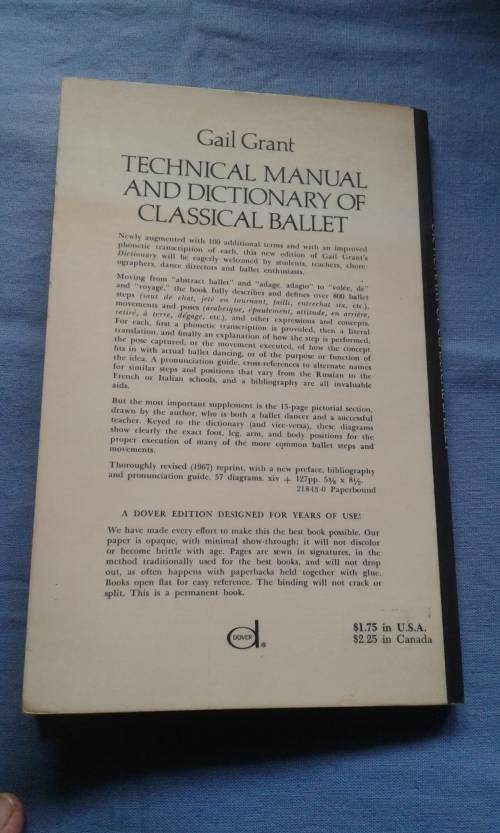 Gail Grant
TECHNICAL MANUAL
AND DICTIONARY OF
CLASSICAL BALLET
Newly augmented with 100 additional terms and with an improved
phonetic transcription of each, this new edition of Gail Grant's
Dictionary will be eagerly welcomed by students, teachers, chore-
ographers, dance directors and ballet enthusiasts.
Moving from "abstract ballet" and "adage, adagio" to "volée, de"
and "voyagé," the book fully describes and defines over 800 ballet
steps (saut de chat, jeté en tournant, failli, entrechat six, etc.),
movements and poses (arabesque, épaulement, attitude, en arrière,
retiré, à terre, dégagé, etc.), and other expressions and concepts.
For each, first a phonetic transcription is provided, then a literal
translation, and finally an explanation of how the step is performed,
the pose captured, or the movement executed, of how the concept
fits in with actual ballet dancing, or of the purpose or function of
the idea. A pronunciation guide, cross-references to alternate names
for similar steps and positions that vary from the Russian to the
French or Italian schools, and a bibliography are all invaluable
aids.
But the most important supplement is the 15-page pictorial section,
drawn by the author, who is both a ballet dancer and a successful
teacher. Keyed to the dictionary (and vice-versa), these diagrams
show clearly the exact foot, leg, arm, and body positions for the
proper execution of many of the more common ballet steps and
movements.
Thoroughly revised (1967) reprint, with a new preface, bibliography
and pronunciation guide. 57 diagrams. xiv + 127pp. 5⅜ x 8½.
21843-0 Paperbound
A DOVER EDITION DESIGNED FOR YEARS OF USE!
We have made every effort to make this the best book possible. Our
paper is opaque, with minimal show-through; it will not discolor
or become brittle with age. Pages are sewn in signatures, in the
method traditionally used for the best books, and will not drop
out, as often happens with paperbacks held together with glue.
Books open flat for easy reference. The binding will not crack or
split. This is a permanent book.
DOVER ®
$1.75 in U.S.A.
$2.25 in Canada